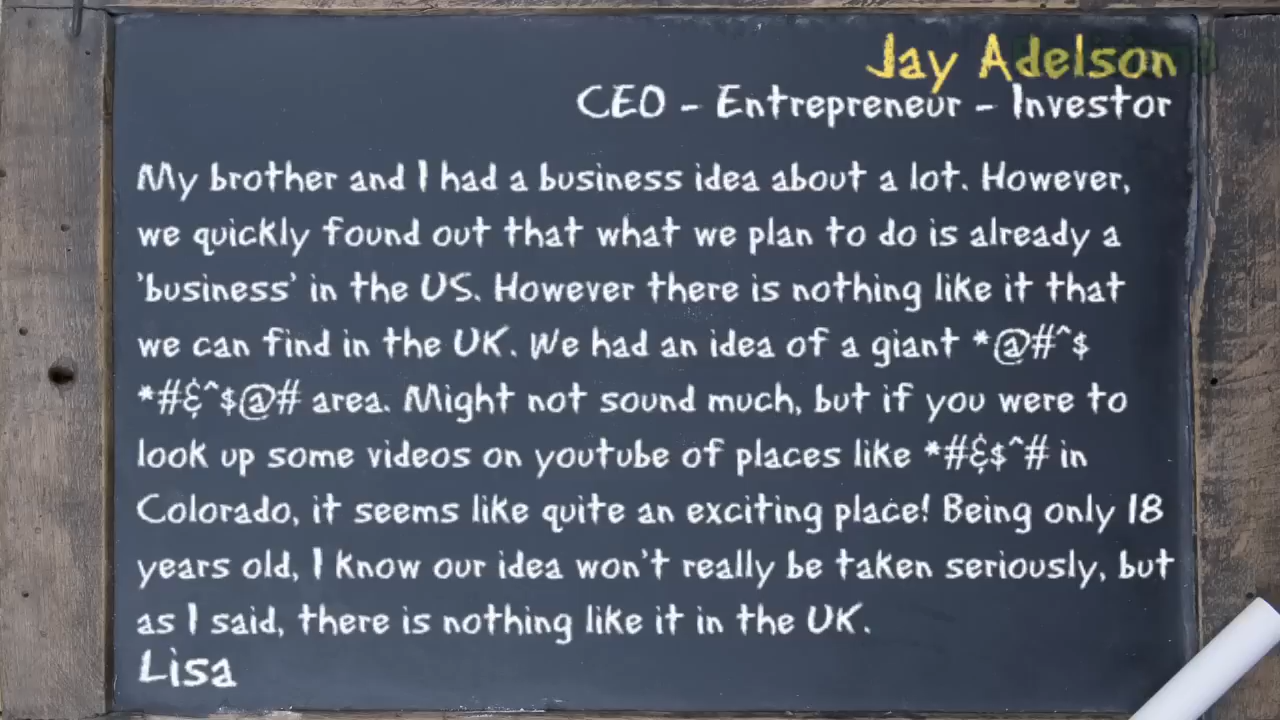 Jay Adelson
CEO - Entrepreneur - Investor
My brother and I had a business idea about a lot. However,
we quickly found out that what we plan to do is already a
'business' in the US. However there is nothing like it that
we can find in the UK. We had an idea of a giant *@#^$
*#&^$@# area. Might not sound much, but if you were to
look up some videos on youtube of places like *#&$^# in
Colorado, it seems like quite an exciting place! Being only 18
years old, I know our idea won't really be taken seriously, but
as I said, there is nothing like it in the UK.
Lisa